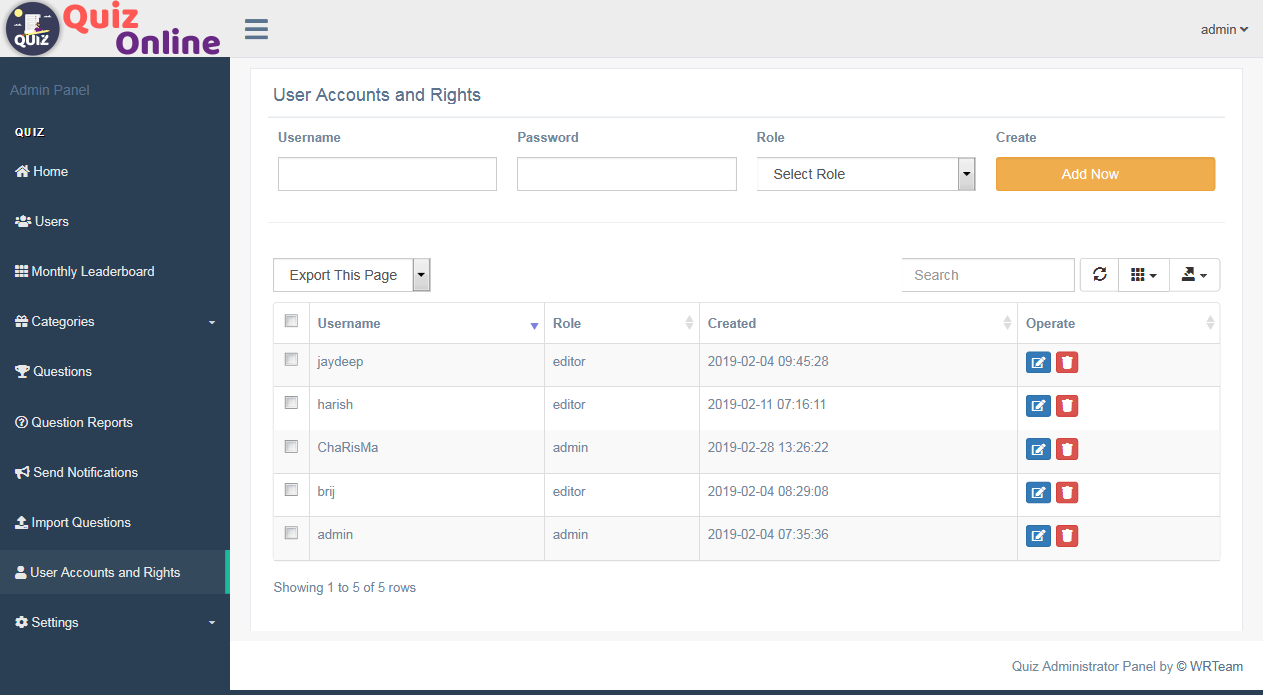 QUIZ
Quiz
Online
admin
Admin Panel
QUIZ
Home
Users
Monthly Leaderboard
Categories
Questions
Question Reports
Send Notifications
Import Questions
User Accounts and Rights
Settings
User Accounts and Rights
Username Password Role Create
Select Role Add Now
Export This Page Search
Username Role Created Operate
jaydeep editor 2019-02-04 09:45:28
harish editor 2019-02-11 07:16:11
ChaRisMa admin 2019-02-28 13:26:22
brij editor 2019-02-04 08:29:08
admin admin 2019-02-04 07:35:36
Showing 1 to 5 of 5 rows
Quiz Administrator Panel by © WRTeam